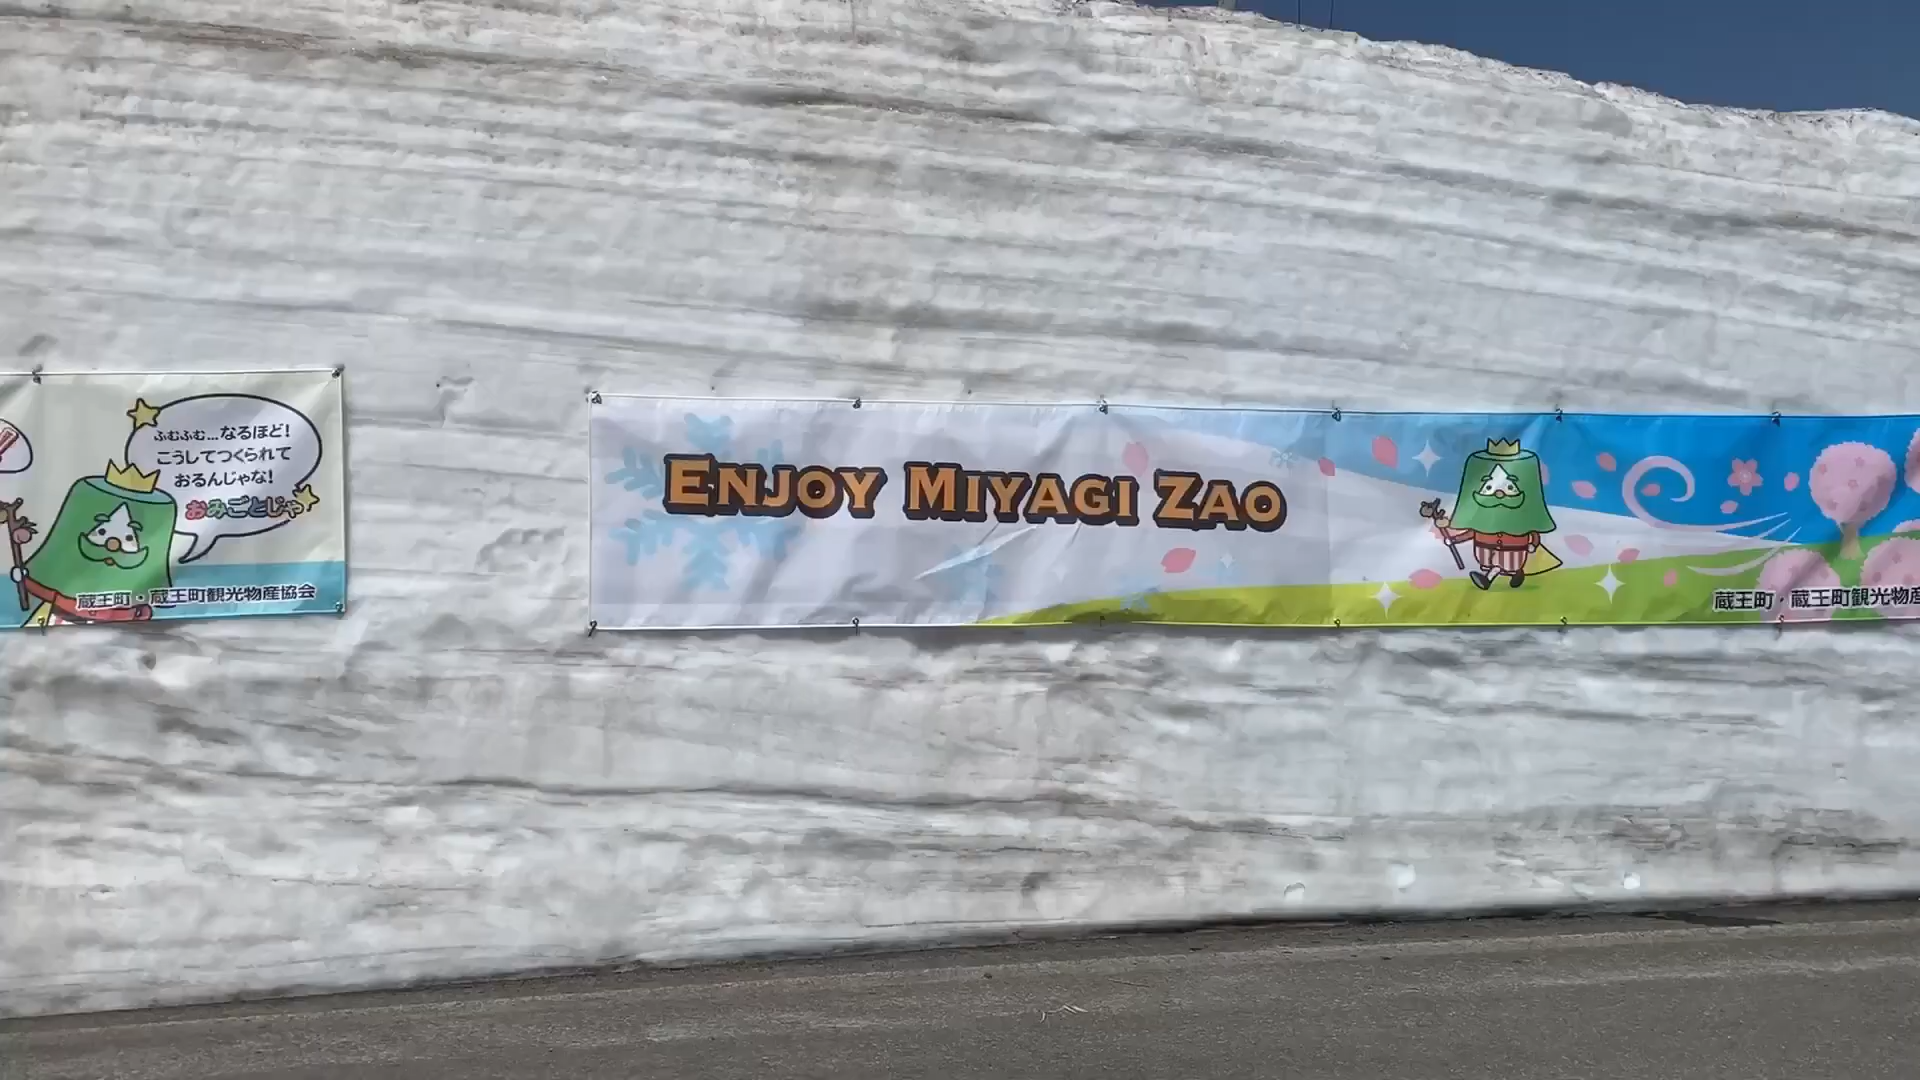 ふむふむ…なるほど!
こうしてつくられて
おるんじゃな!
おみごとじゃ
蔵王町・蔵王町観光物産協会
ENJOY MIYAGI ZAO
蔵王町・蔵王町観光物産